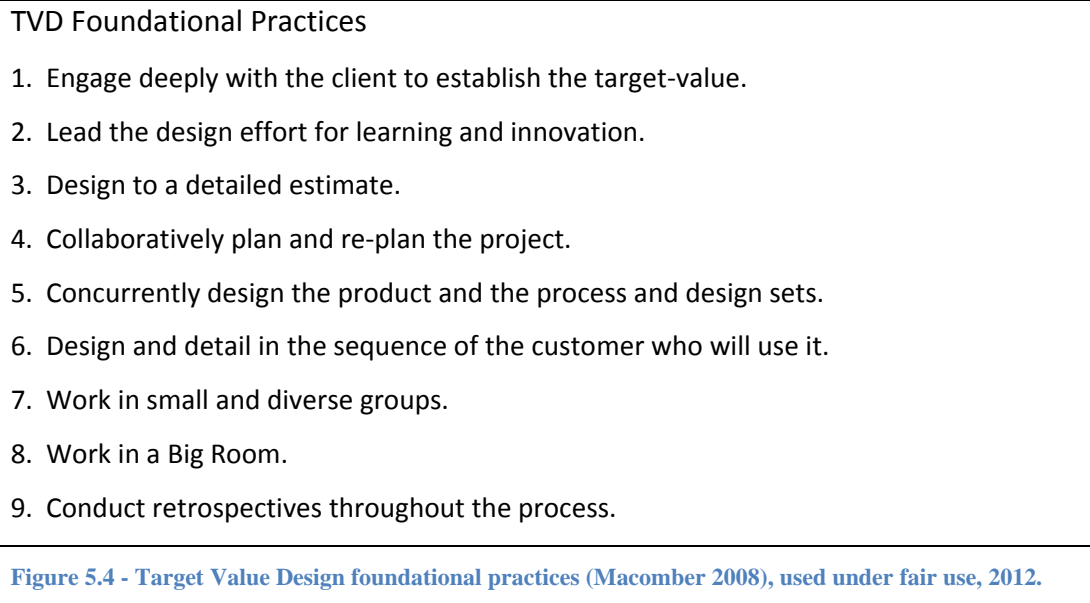 TVD Foundational Practices
1. Engage deeply with the client to establish the target-value.
2. Lead the design effort for learning and innovation.
3. Design to a detailed estimate.
4. Collaboratively plan and re-plan the project.
5. Concurrently design the product and the process and design sets.
6. Design and detail in the sequence of the customer who will use it.
7. Work in small and diverse groups.
8. Work in a Big Room.
9. Conduct retrospectives throughout the process.
Figure 5.4 - Target Value Design foundational practices (Macomber 2008), used under fair use, 2012.